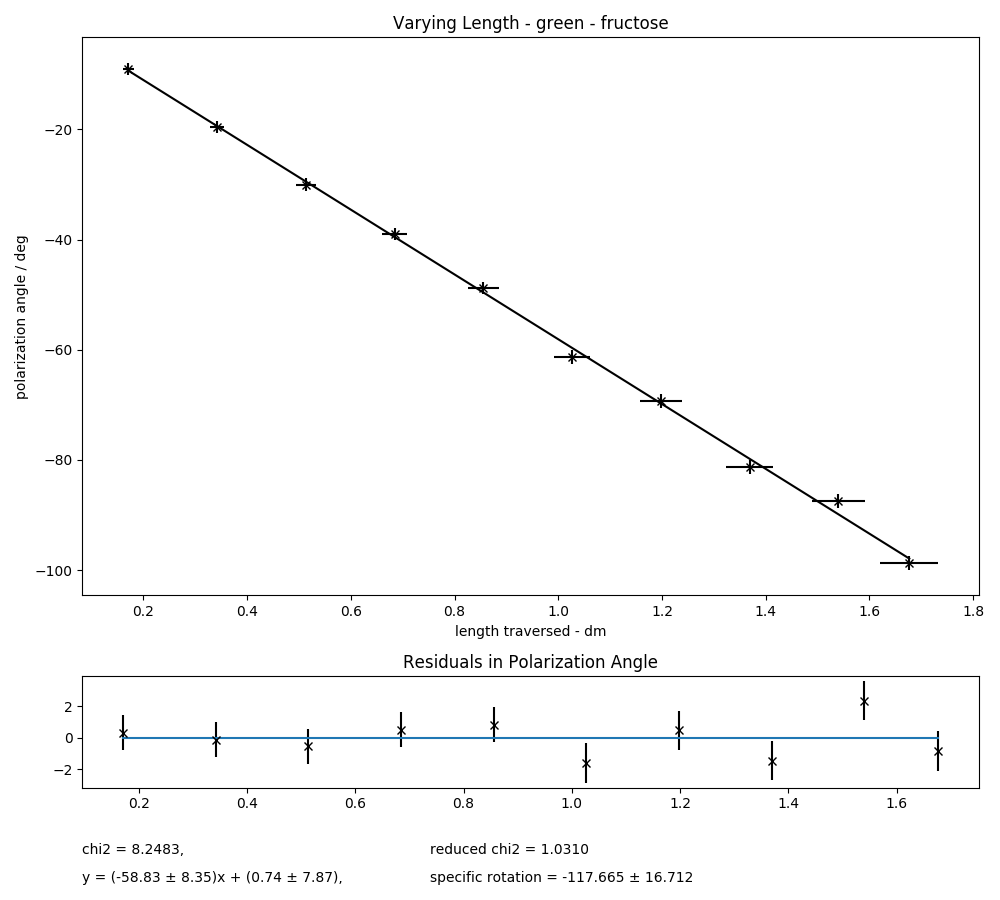 Varying Length - green - fructose
polarization angle / deg
−20
−40
−60
−80
−100
0.2 0.4 0.6 0.8 1.0 1.2 1.4 1.6 1.8
length traversed - dm
Residuals in Polarization Angle
2
0
−2
0.2 0.4 0.6 0.8 1.0 1.2 1.4 1.6
chi2 = 8.2483, reduced chi2 = 1.0310
y = (-58.83 ± 8.35)x + (0.74 ± 7.87), specific rotation = -117.665 ± 16.712